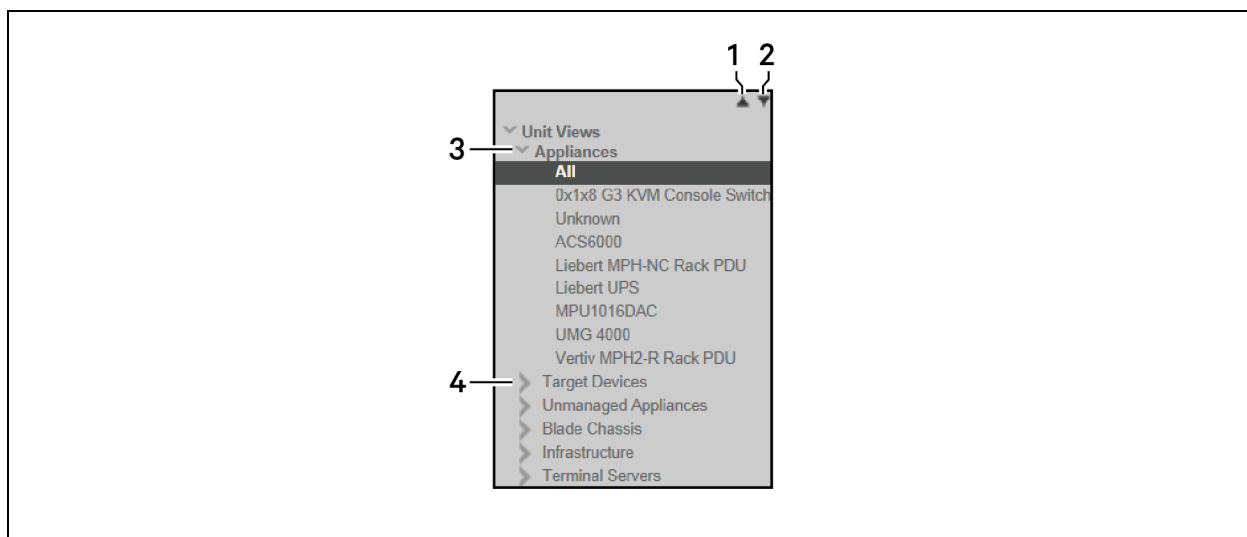 1 2
Unit Views
3 Appliances
All
0x1x8 G3 KVM Console Switch
Unknown
ACS6000
Liebert MPH-NC Rack PDU
Liebert UPS
MPU1016DAC
UMG 4000
Vertiv MPH2-R Rack PDU
4 Target Devices
Unmanaged Appliances
Blade Chassis
Infrastructure
Terminal Servers